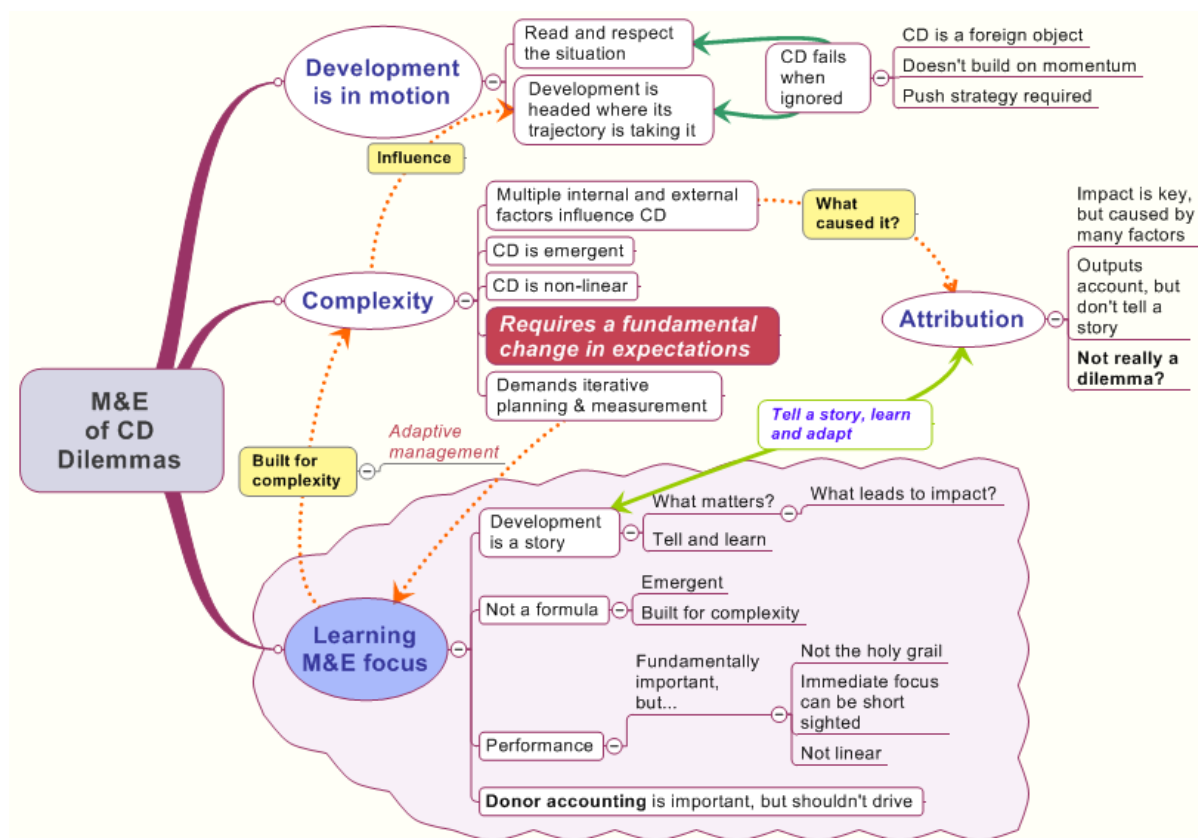 M&E
of CD
Dilemmas
Development
is in motion
Read and respect
the situation
Development is
headed where its
trajectory is taking it
CD fails
when
ignored
CD is a foreign object
Doesn't build on momentum
Push strategy required
Influence
Complexity
Multiple internal and external
factors influence CD
CD is emergent
CD is non-linear
Requires a fundamental
change in expectations
Demands iterative
planning & measurement
What
caused it?
Attribution
Impact is key,
but caused by
many factors
Outputs
account, but
don't tell a
story
Not really a
dilemma?
Tell a story, learn
and adapt
Built for
complexity
Adaptive
management
Learning
M&E focus
Development
is a story
What matters?
What leads to impact?
Tell and learn
Not a formula
Emergent
Built for complexity
Performance
Fundamentally
important,
but...
Not the holy grail
Immediate focus
can be short
sighted
Not linear
Donor accounting is important, but shouldn't drive